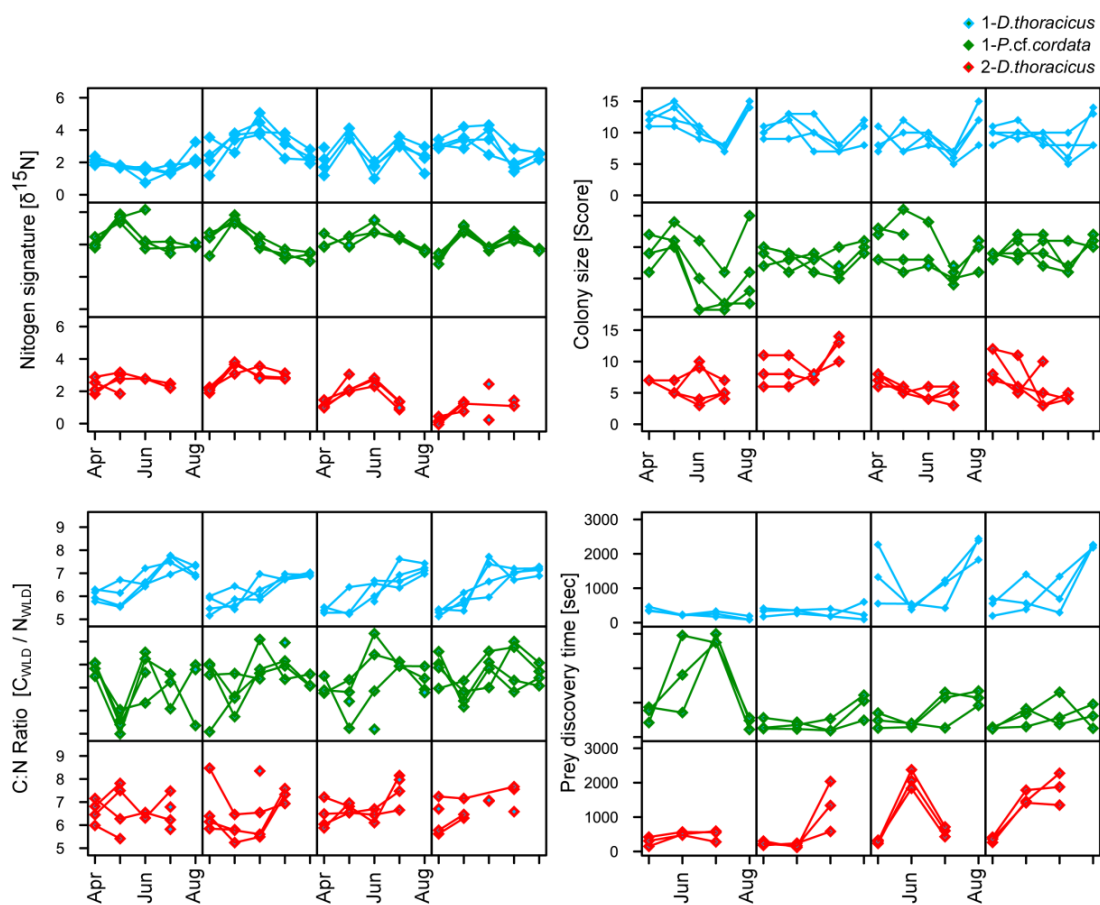 1-D.thoracicus
1-P.cf.cordata
2-D.thoracicus
Nitogen signature [δ15N]
6
4
2
0
6
4
2
0
Apr
Jun
Aug
Apr
Jun
Aug
Colony size [Score]
15
10
5
0
15
10
5
0
Apr
Jun
Aug
Apr
Jun
Aug
C:N Ratio [CWLD / NWLD]
9
8
7
6
5
9
8
7
6
5
Apr
Jun
Aug
Apr
Jun
Aug
Prey discovery time [sec]
3000
2000
1000
0
3000
2000
1000
0
Jun
Aug
Jun
Aug